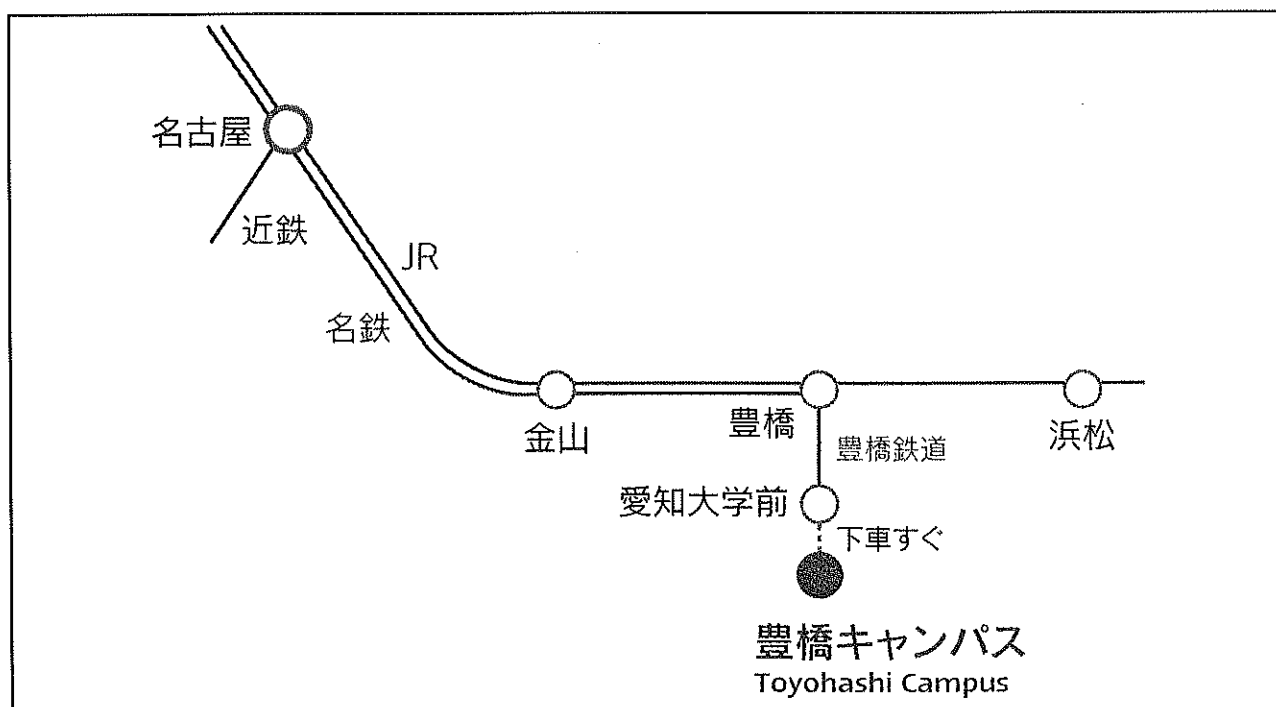 名古屋
近鉄
JR
名鉄
金山
豊橋
浜松
豊橋鉄道
愛知大学前
下車すぐ
豊橋キャンパス
Toyohashi Campus